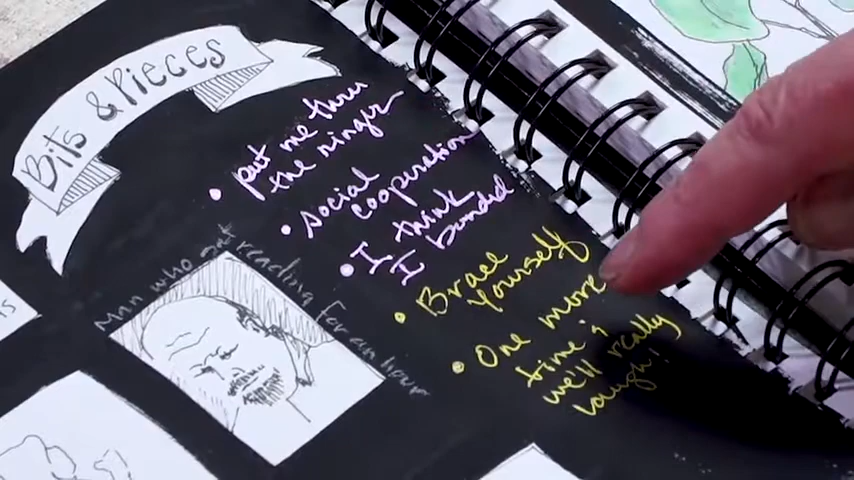 Bits & Pieces
• put me thru
the ringer
• social
cooperation
• I think
I bonded
• Brace
Yourself
• One more
time &
we'll really
laugh!
Man who sat reading for an hour